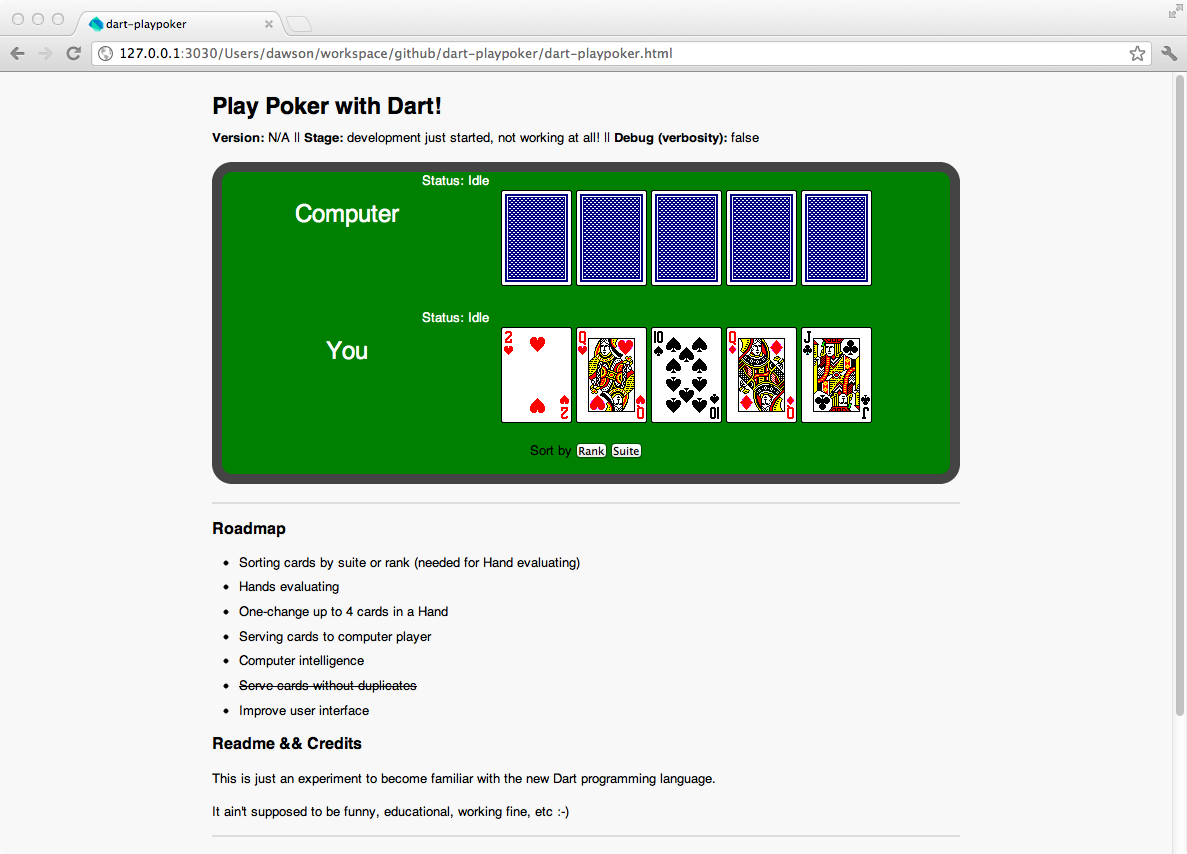 dart-playpoker
127.0.0.1:3030/Users/dawson/workspace/github/dart-playpoker/dart-playpoker.html
Play Poker with Dart!
Version: N/A || Stage: development just started, not working at all! || Debug (verbosity): false
Status: Idle
Computer
Status: Idle
You
2 Q 10 Q J
2 Q 10 Q J
Sort by Rank Suite
Roadmap
• Sorting cards by suite or rank (needed for Hand evaluating)
• Hands evaluating
• One-change up to 4 cards in a Hand
• Serving cards to computer player
• Computer intelligence
• Serve cards without duplicates
• Improve user interface
Readme && Credits
This is just an experiment to become familiar with the new Dart programming language.
It ain't supposed to be funny, educational, working fine, etc :-)